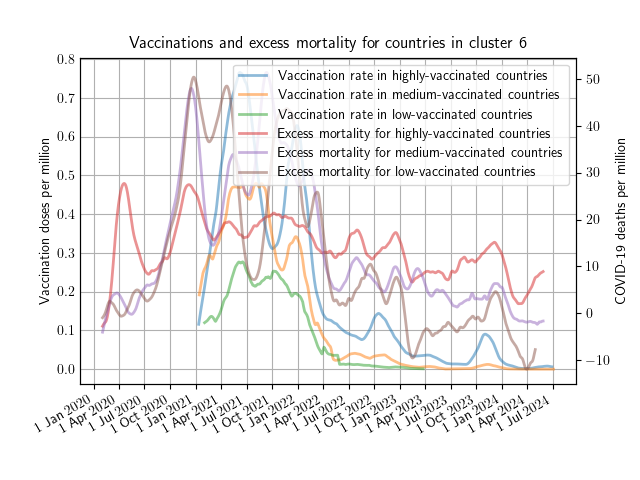 Vaccinations and excess mortality for countries in cluster 6
Vaccination rate in highly-vaccinated countries
Vaccination rate in medium-vaccinated countries
Vaccination rate in low-vaccinated countries
Excess mortality for highly-vaccinated countries
Excess mortality for medium-vaccinated countries
Excess mortality for low-vaccinated countries
Vaccination doses per million
0.8
0.7
0.6
0.5
0.4
0.3
0.2
0.1
0.0
COVID-19 deaths per million
50
40
30
20
10
0
−10
1 Jan 2020
1 Apr 2020
1 Jul 2020
1 Oct 2020
1 Jan 2021
1 Apr 2021
1 Jul 2021
1 Oct 2021
1 Jan 2022
1 Apr 2022
1 Jul 2022
1 Oct 2022
1 Jan 2023
1 Apr 2023
1 Jul 2023
1 Oct 2023
1 Jan 2024
1 Apr 2024
1 Jul 2024